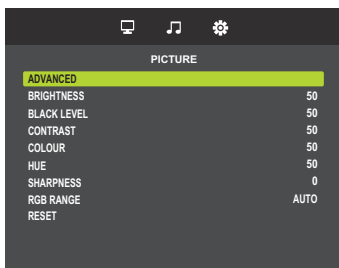 PICTURE
ADVANCED
BRIGHTNESS 50
BLACK LEVEL 50
CONTRAST 50
COLOUR 50
HUE 50
SHARPNESS 0
RGB RANGE AUTO
RESET